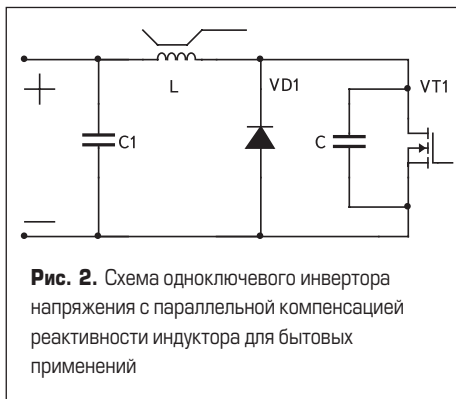 L
VD1
VT1
+
C1
C
—
Рис. 2. Схема одноключевого инвертора
напряжения с параллельной компенсацией
реактивности индуктора для бытовых
применений